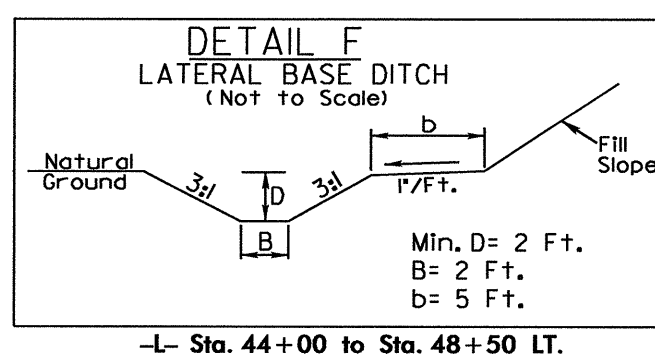 DETAIL F
LATERAL BASE DITCH
(Not to Scale)
b
Natural
Ground
3:1
D
3:1
1"/Ft.
Fill
Slope
B
Min. D= 2 Ft.
B= 2 Ft.
b= 5 Ft.
-L- Sta. 44+00 to Sta. 48+50 LT.